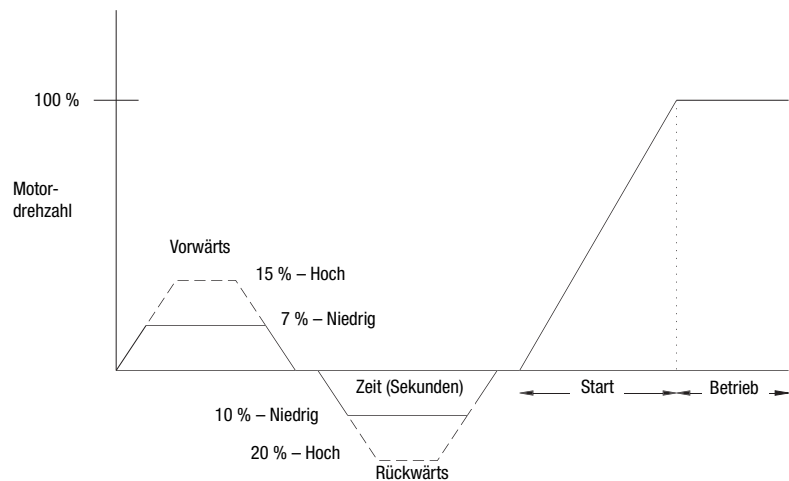 100 %
Motor-
drehzahl
Vorwärts
15 % – Hoch
7 % – Niedrig
Zeit (Sekunden)
Start
Betrieb
10 % – Niedrig
20 % – Hoch
Rückwärts